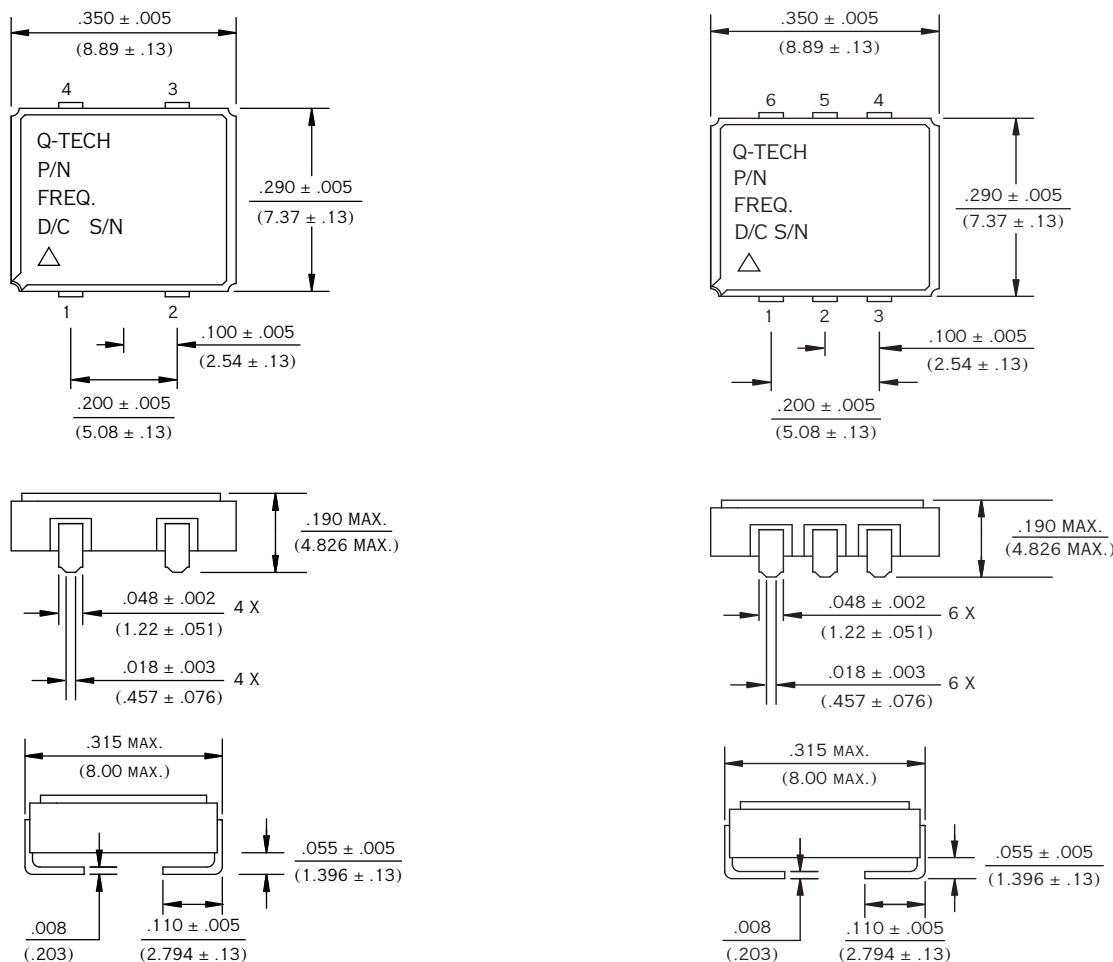 .350 ± .005
(8.89 ± .13)
4 3
Q-TECH
P/N
FREQ.
D/C S/N
.290 ± .005
(7.37 ± .13)
1 2
.100 ± .005
(2.54 ± .13)
.200 ± .005
(5.08 ± .13)
.190 MAX.
(4.826 MAX.)
.048 ± .002
(1.22 ± .051)
4 X
.018 ± .003
(.457 ± .076)
4 X
.315 MAX.
(8.00 MAX.)
.055 ± .005
(1.396 ± .13)
.008
(.203)
.110 ± .005
(2.794 ± .13)
.350 ± .005
(8.89 ± .13)
6 5 4
Q-TECH
P/N
FREQ.
D/C S/N
.290 ± .005
(7.37 ± .13)
1 2 3
.100 ± .005
(2.54 ± .13)
.200 ± .005
(5.08 ± .13)
.190 MAX.
(4.826 MAX.)
.048 ± .002
(1.22 ± .051)
6 X
.018 ± .003
(.457 ± .076)
6 X
.315 MAX.
(8.00 MAX.)
.055 ± .005
(1.396 ± .13)
.008
(.203)
.110 ± .005
(2.794 ± .13)